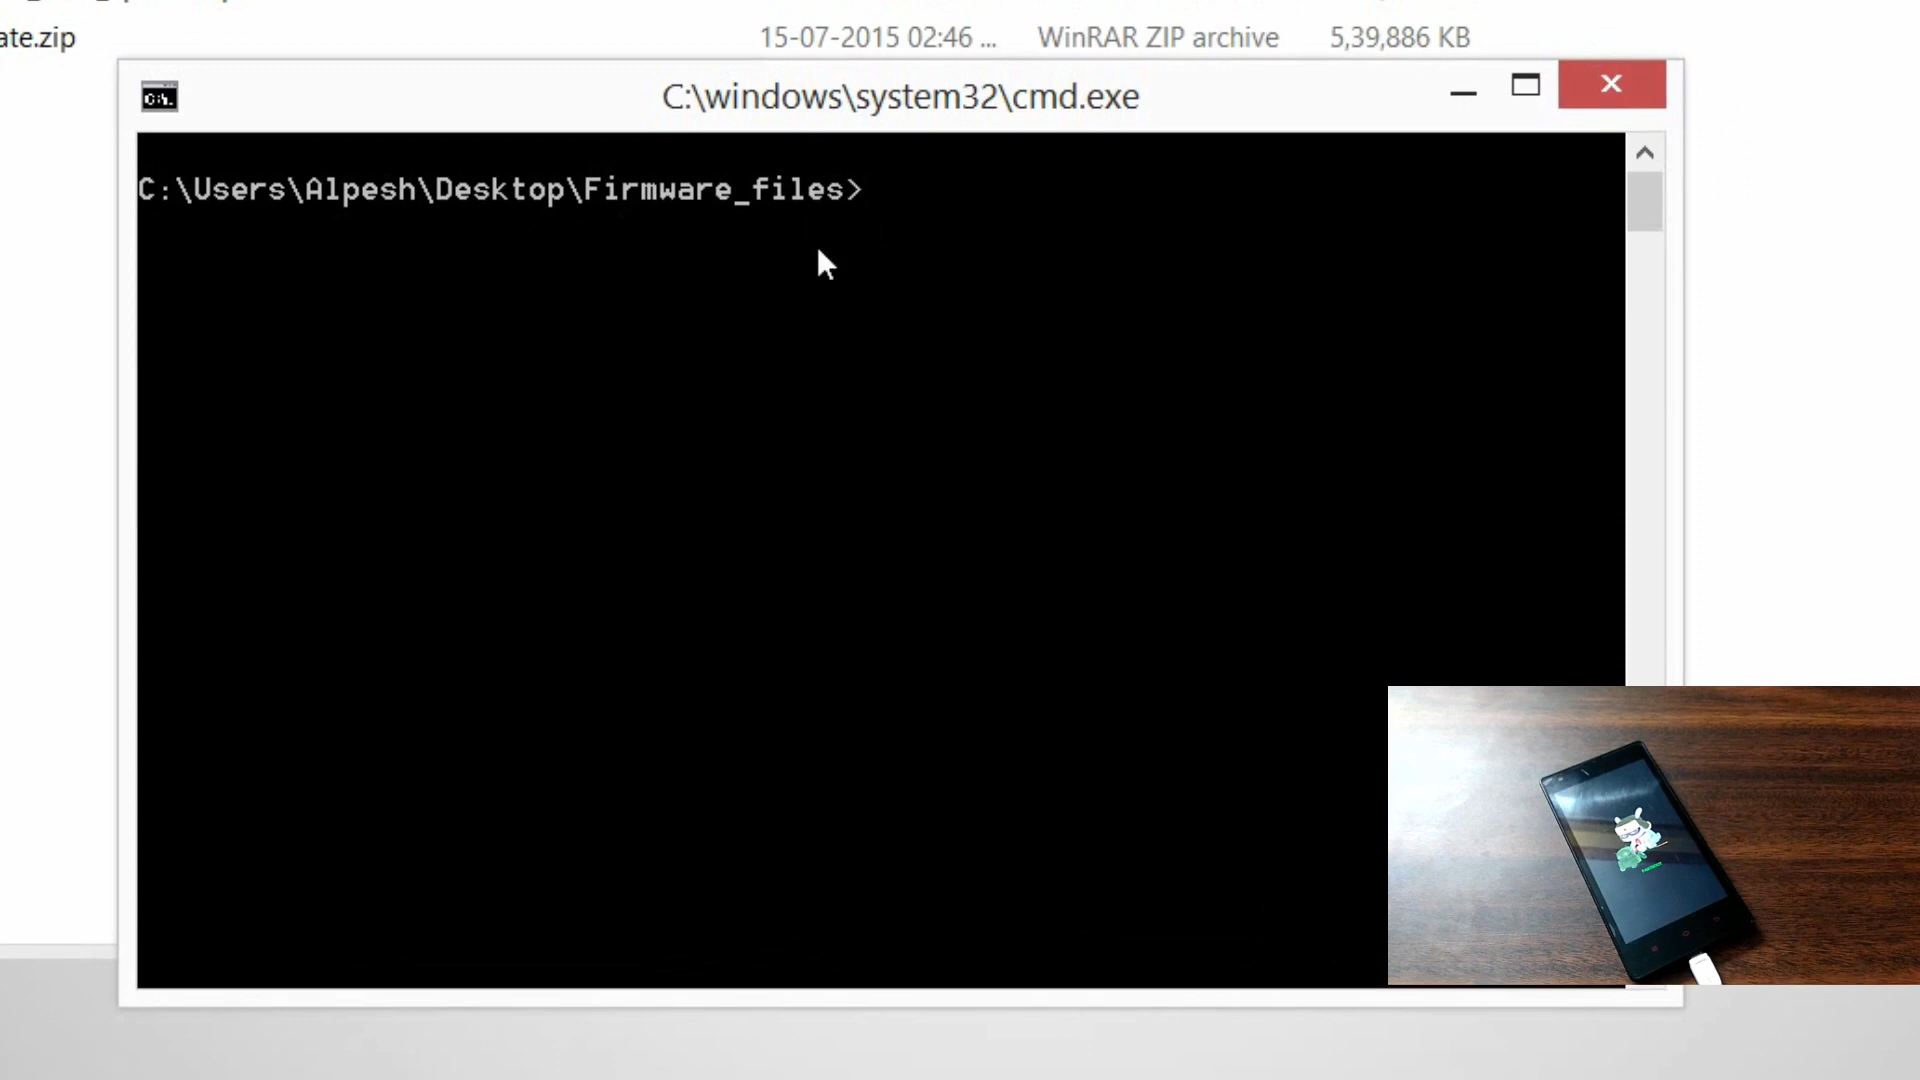 ate.zip 15-07-2015 02:46 ... WinRAR ZIP archive 5,39,886 KB
C:\windows\system32\cmd.exe
C:\Users\Alpesh\Desktop\Firmware_files>
FASTBOOT